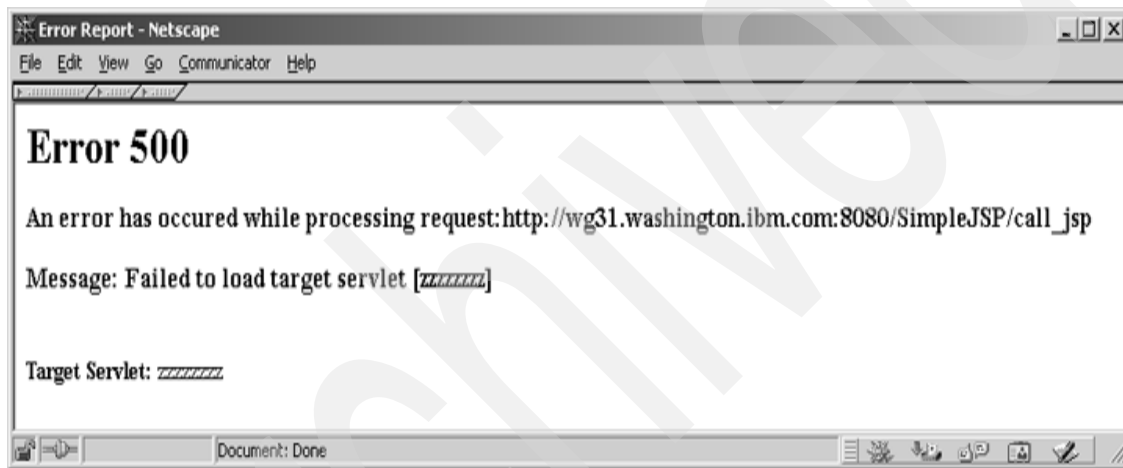 Error Report - Netscape
File Edit View Go Communicator Help
Error 500
An error has occured while processing request:http://wg31.washington.ibm.com:8080/SimpleJSP/call_jsp
Message: Failed to load target servlet [zzzzzzzz]
Target Servlet: zzzzzzzz
Document: Done